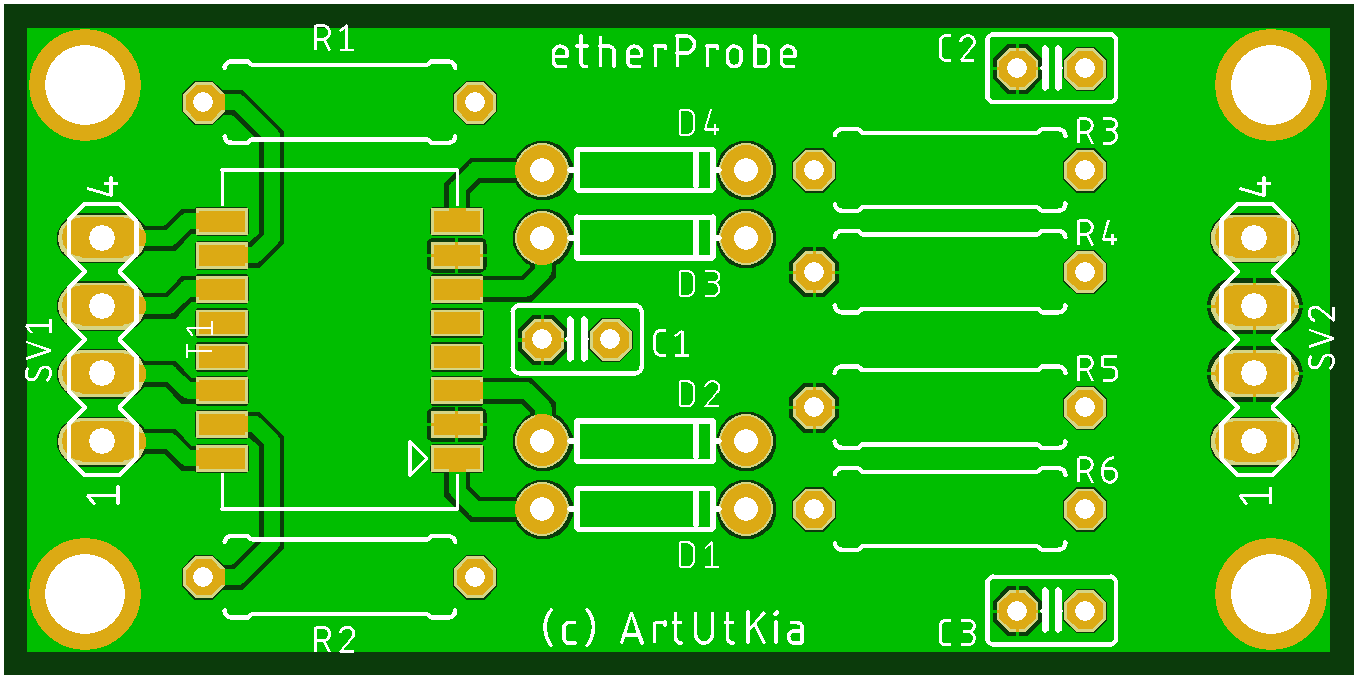 R1
etherProbe
C2
D4
R3
4
4
R4
D3
SV1
T1
C1
SV2
D2
R5
R6
1
1
D1
(c) ArtUtKia
R2
C3